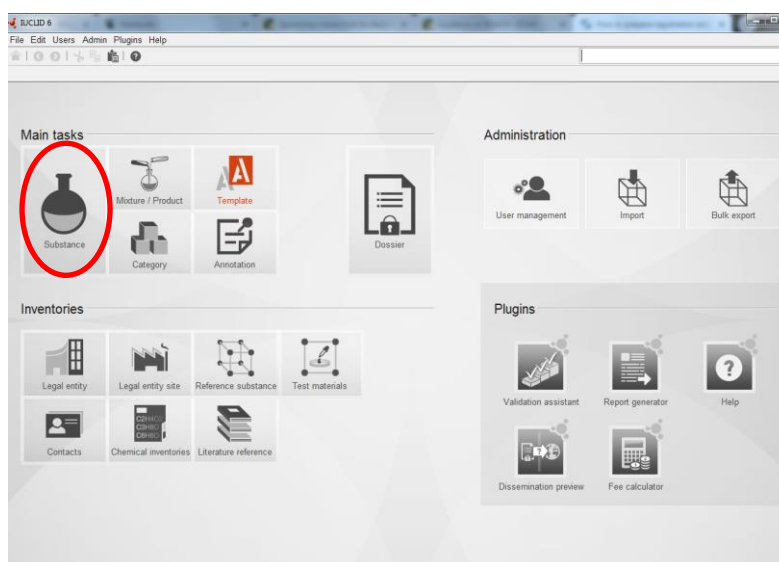 IUCLID 6
File Edit Users Admin Plugins Help
Main tasks
Administration
Substance
Mixture / Product
Template
Category
Annotation
Dossier
User management
Import
Bulk export
Inventories
Plugins
Legal entity
Legal entity site
Reference substance
Test materials
Contacts
Chemical inventories
Literature reference
Validation assistant
Report generator
Help
Dissemination preview
Fee calculator